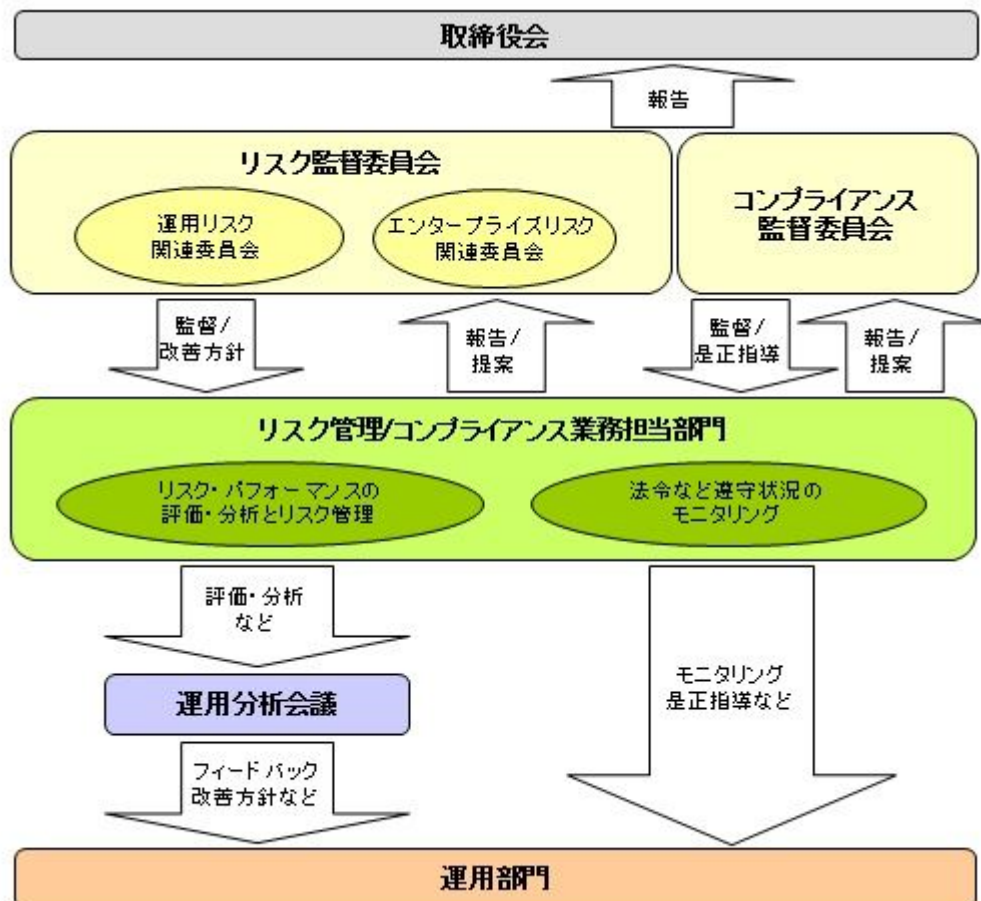 取締役会
報告
リスク監督委員会
運用リスク
関連委員会
エンタープライズリスク
関連委員会
コンプライアンス
監督委員会
監督/
改善方針
報告/
提案
監督/
是正指導
報告/
提案
リスク管理/コンプライアンス業務担当部門
リスク・パフォーマンスの
評価・分析とリスク管理
法令など遵守状況の
モニタリング
評価・分析
など
運用分析会議
モニタリング
是正指導など
フィードバック
改善方針など
運用部門